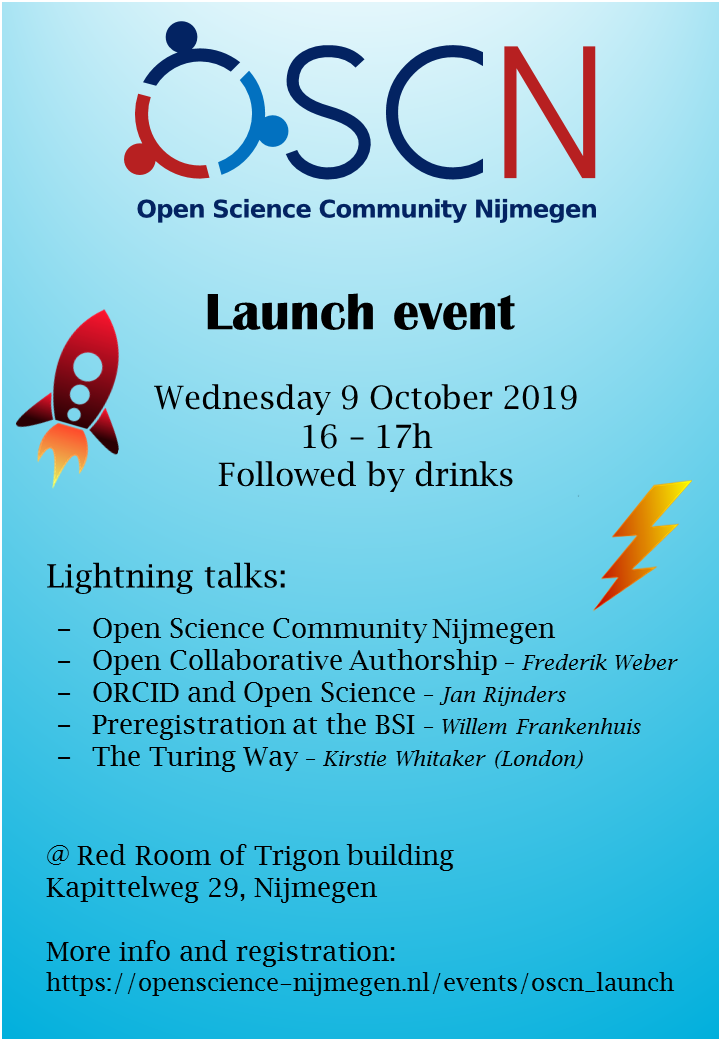 OSCN
Open Science Community Nijmegen
Launch event
Wednesday 9 October 2019
16 – 17h
Followed by drinks
Lightning talks:
– Open Science Community Nijmegen
– Open Collaborative Authorship – Frederik Weber
– ORCID and Open Science – Jan Rijnders
– Preregistration at the BSI – Willem Frankenhuis
– The Turing Way – Kirstie Whitaker (London)
@ Red Room of Trigon building
Kapittelweg 29, Nijmegen
More info and registration:
https://openscience-nijmegen.nl/events/oscn_launch